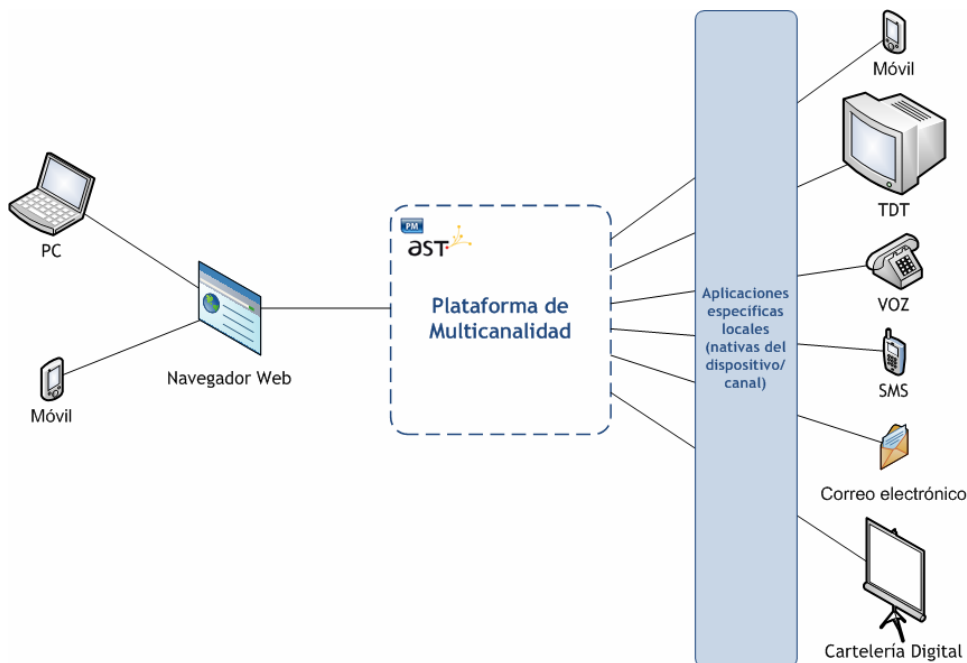 PC
Móvil
Navegador Web
PM
aST
Plataforma de
Multicanalidad
Aplicaciones
especificas
locales
(nativas del
dispositivo/
canal)
Móvil
TDT
VOZ
SMS
Correo electrónico
Cartelería Digital